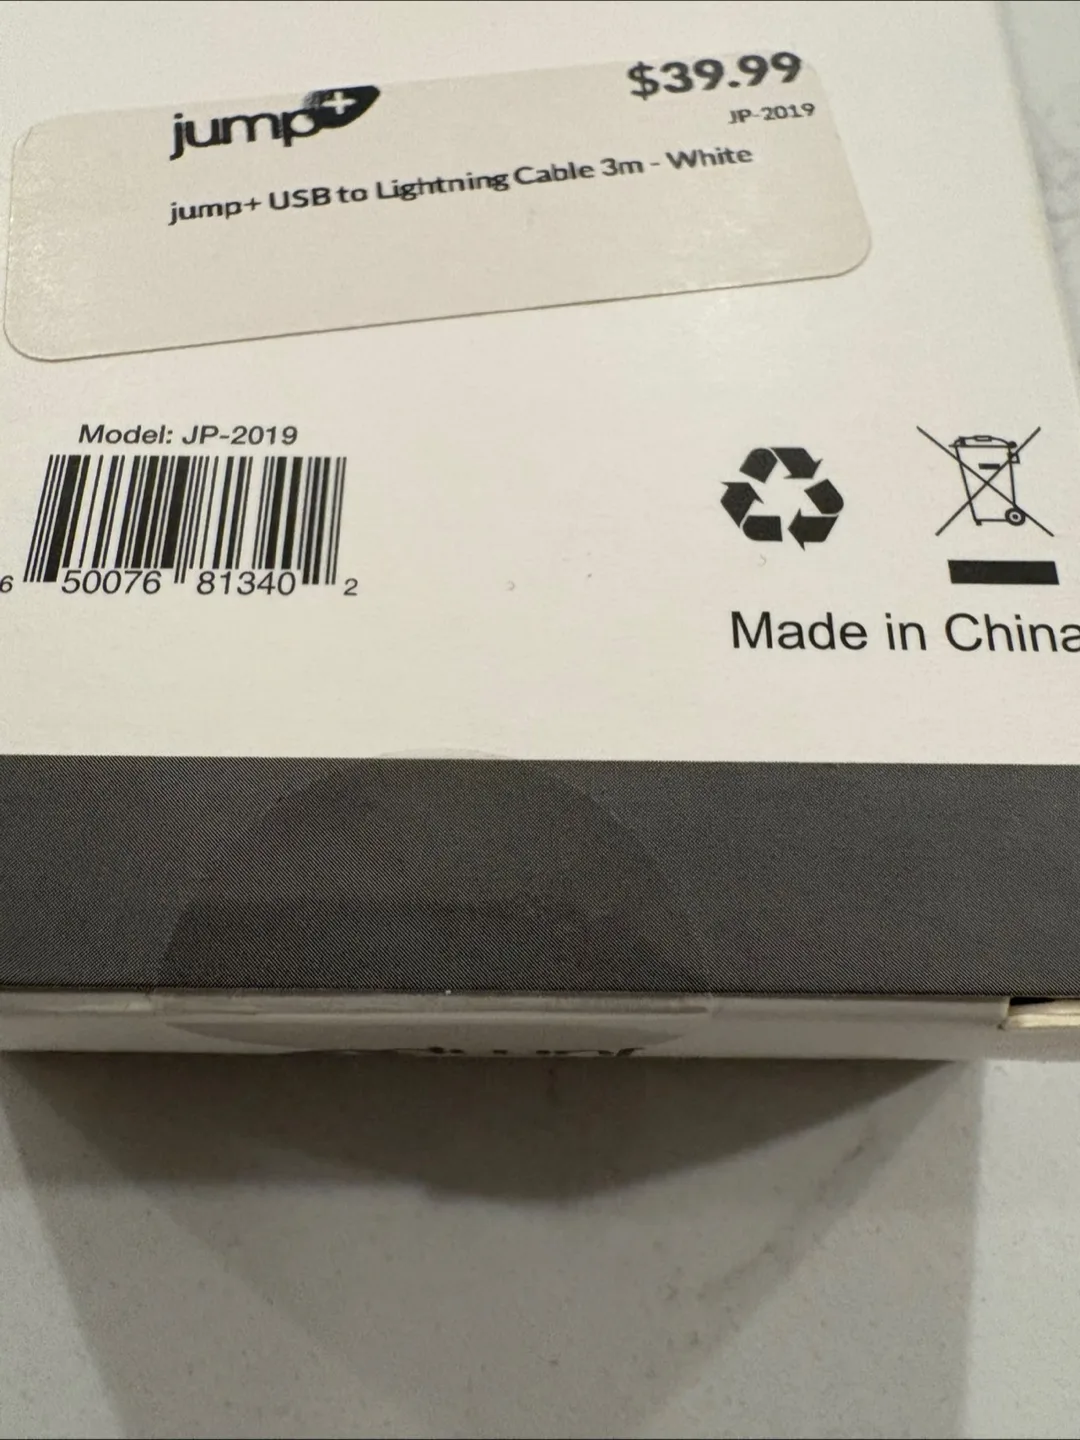 jump+
$39.99
JP-2019
jump+ USB to Lightning Cable 3m - White
Model: JP-2019
6 50076 81340 2
Made in China